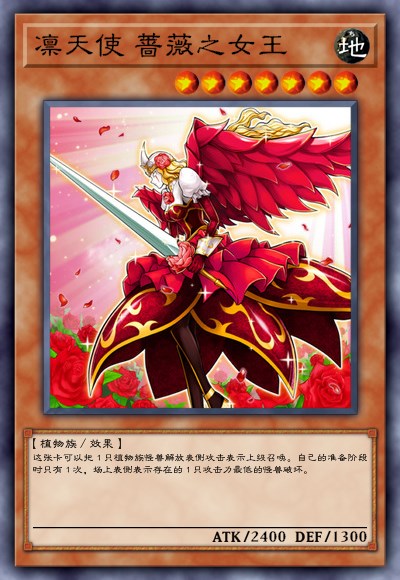 凛天使 蔷薇之女王
地
【植物族／效果】
这张卡可以把1只植物族怪兽解放表侧攻击表示上级召唤。自己的准备阶段
时只有1次，场上表侧表示存在的1只攻击力最低的怪兽破坏。
ATK/2400 DEF/1300